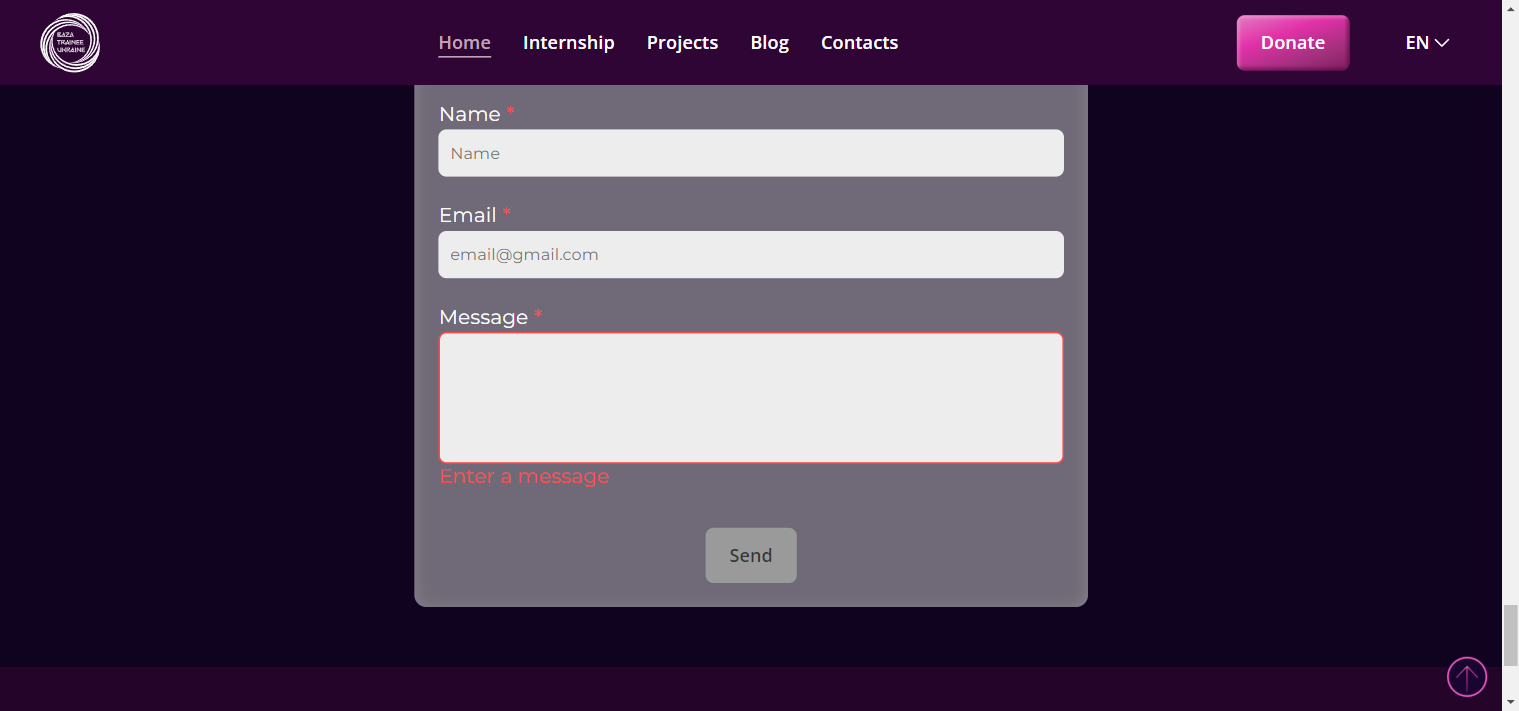 BAZA
TRAINEE
UKRAINE
Home Internship Projects Blog Contacts Donate EN
Name *
Name
Email *
email@gmail.com
Message *
Enter a message
Send